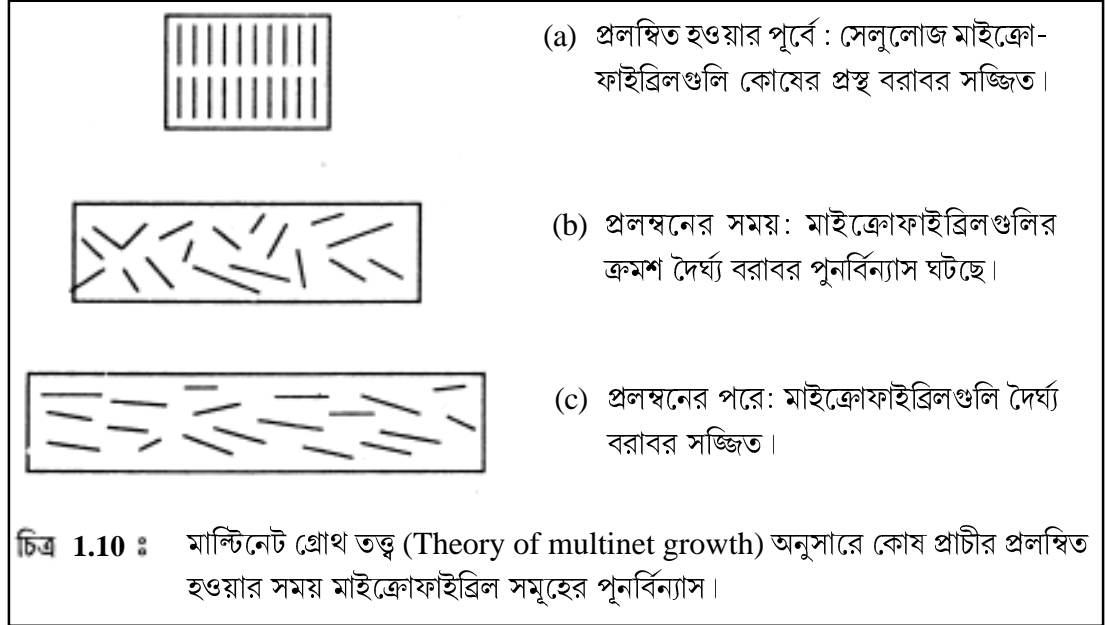 (a) প্রলম্বিত হওয়ার পূর্বে : সেলুলোজ মাইক্রো-
ফাইব্রিলগুলি কোষের প্রস্থ বরাবর সজ্জিত।
(b) প্রলম্বনের সময়: মাইক্রোফাইব্রিলগুলির
ক্রমশ দৈর্ঘ্য বরাবর পুনর্বিন্যাস ঘটছে।
(c) প্রলম্বনের পরে: মাইক্রোফাইব্রিলগুলি দৈর্ঘ্য
বরাবর সজ্জিত।
চিত্র 1.10 ঃ মাল্টিনেট গ্রোথ তত্ত্ব (Theory of multinet growth) অনুসারে কোষ প্রাচীর প্রলম্বিত
হওয়ার সময় মাইক্রোফাইব্রিল সমূহের পূনর্বিন্যাস।